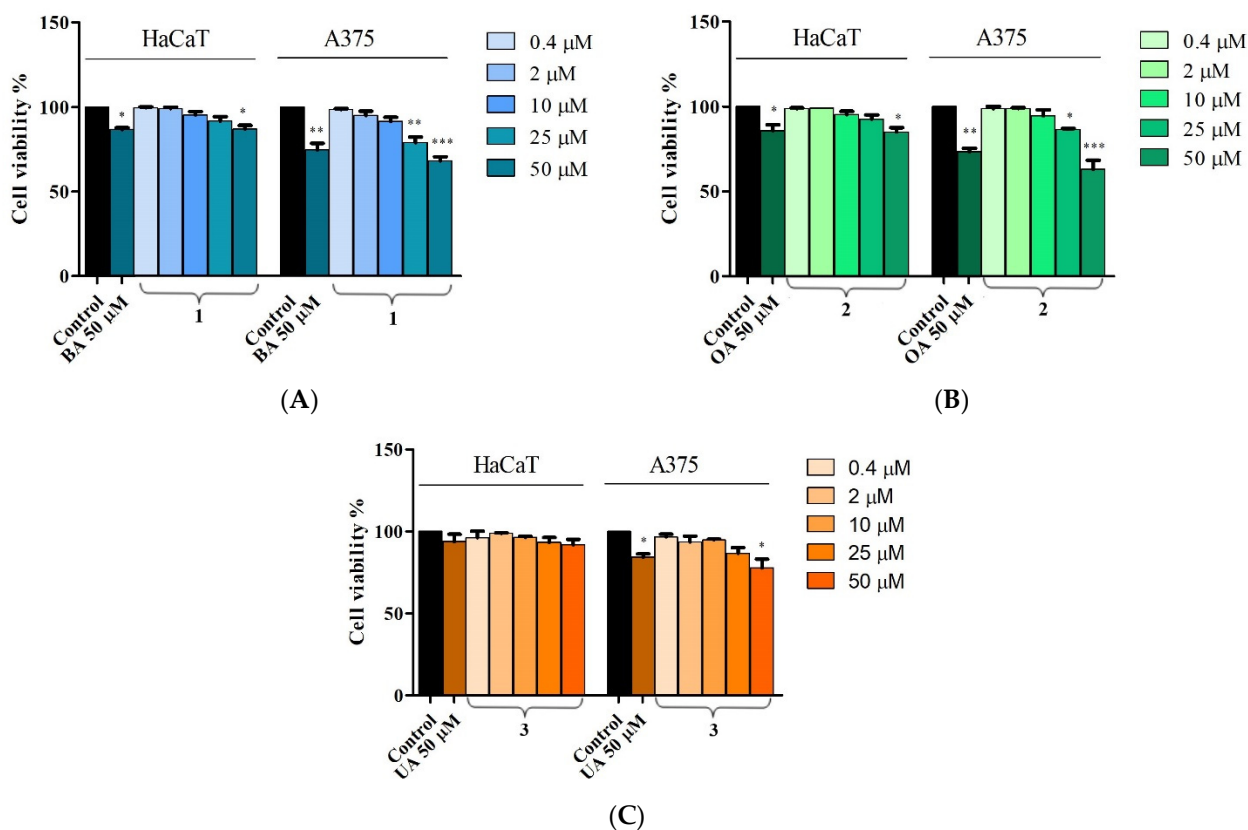 HaCaT
A375
Cell viability %
150
100
50
0
* * ** ** ***
Control
BA 50 μM
1
Control
BA 50 μM
1
0.4 μM
2 μM
10 μM
25 μM
50 μM
(A)
HaCaT
A375
Cell viability %
150
100
50
0
* * ** * ***
Control
OA 50 μM
2
Control
OA 50 μM
2
0.4 μM
2 μM
10 μM
25 μM
50 μM
(B)
HaCaT
A375
Cell viability %
150
100
50
0
* *
Control
UA 50 μM
3
Control
UA 50 μM
3
0.4 μM
2 μM
10 μM
25 μM
50 μM
(C)